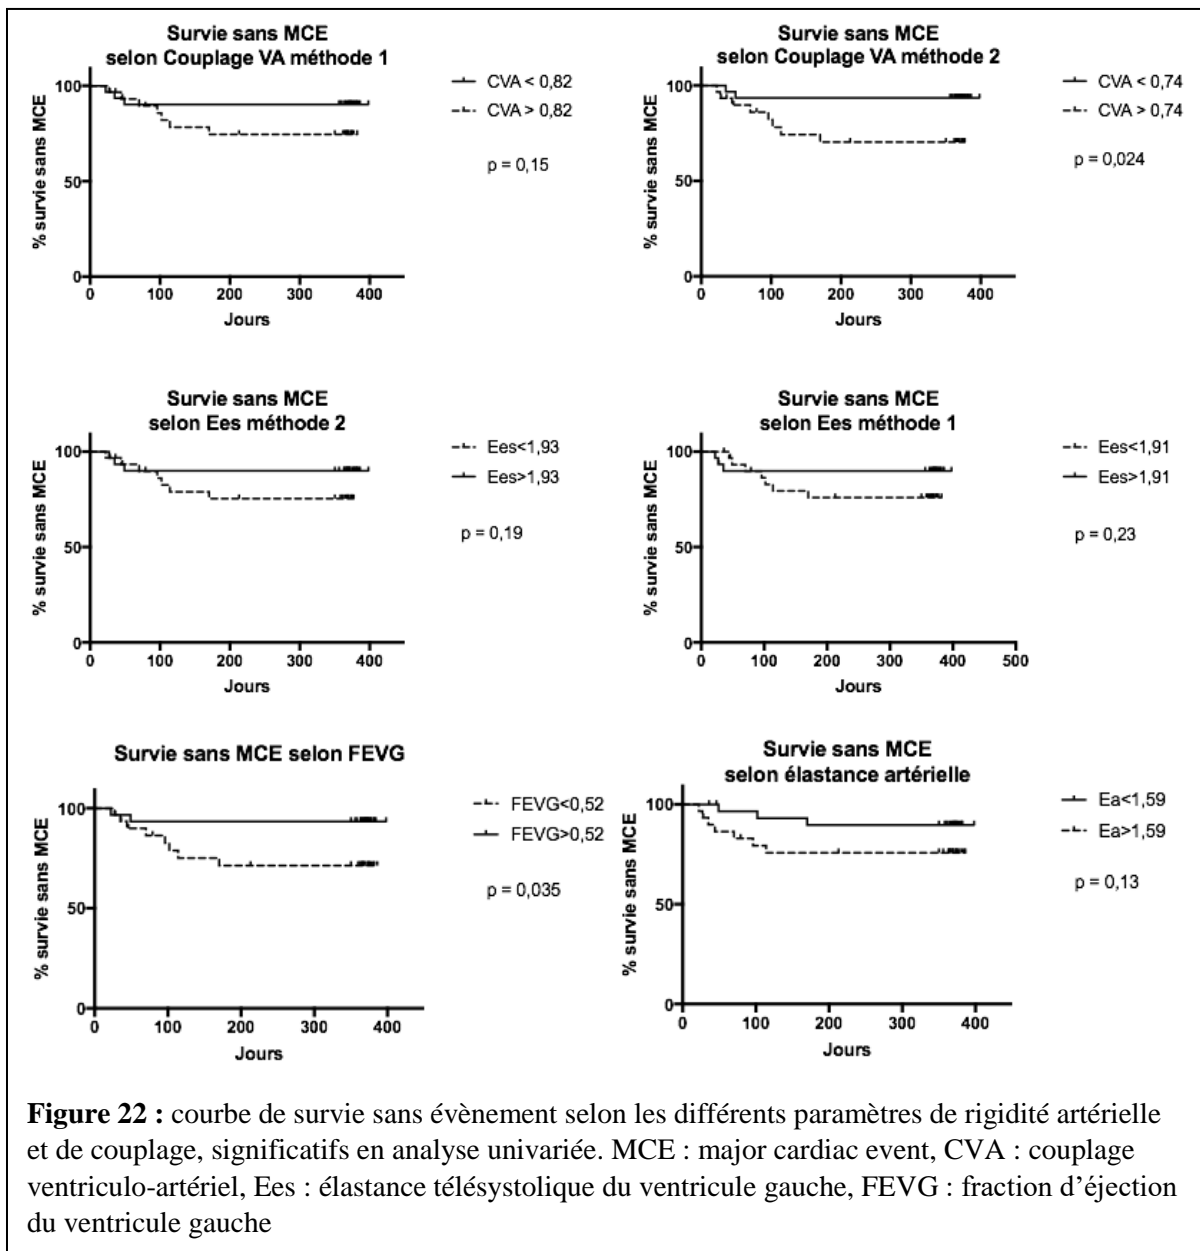 Survie sans MCE
selon Couplage VA méthode 1
% survie sans MCE
100
50
0
0 100 200 300 400
Jours
CVA < 0,82
CVA > 0,82
p = 0,15
Survie sans MCE
selon Couplage VA méthode 2
% survie sans MCE
100
50
0
0 100 200 300 400
Jours
CVA < 0,74
CVA > 0,74
p = 0,024
Survie sans MCE
selon Ees méthode 2
% survie sans MCE
100
50
0
0 100 200 300 400
Jours
Ees<1,93
Ees>1,93
p = 0,19
Survie sans MCE
selon Ees méthode 1
% survie sans MCE
100
50
0
0 100 200 300 400 500
Jours
Ees<1,91
Ees>1,91
p = 0,23
Survie sans MCE selon FEVG
% survie sans MCE
100
50
0
0 100 200 300 400
Jours
FEVG<0,52
FEVG>0,52
p = 0,035
Survie sans MCE
selon élastance artérielle
% survie sans MCE
100
50
0
0 100 200 300 400
Jours
Ea<1,59
Ea>1,59
p = 0,13
Figure 22 : courbe de survie sans évènement selon les différents paramètres de rigidité artérielle
et de couplage, significatifs en analyse univariée. MCE : major cardiac event, CVA : couplage
ventriculo-artériel, Ees : élastance télésystolique du ventricule gauche, FEVG : fraction d'éjection
du ventricule gauche